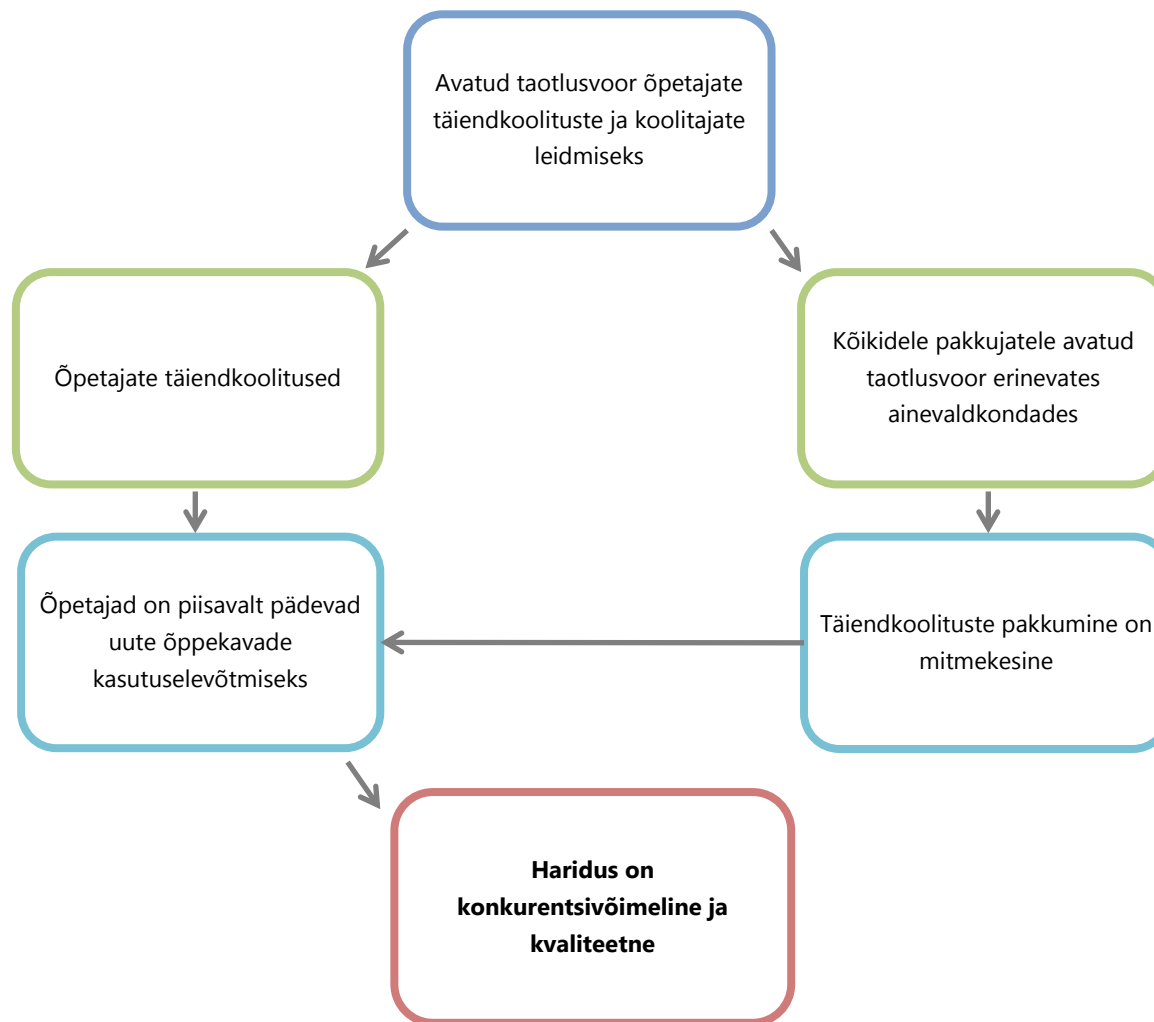 Avatud taotlusvoor õpetajate
täiendkoolituste ja koolitajate
leidmiseks
Õpetajate täiendkoolitused
Kõikidele pakkujatele avatud
taotlusvoor erinevates
ainevaldkondades
Õpetajad on piisavalt pädevad
uute õppekavade
kasutuselevõtmiseks
Täiendkoolituste pakkumine on
mitmekesine
Haridus on
konkurentsivõimeline ja
kvaliteetne